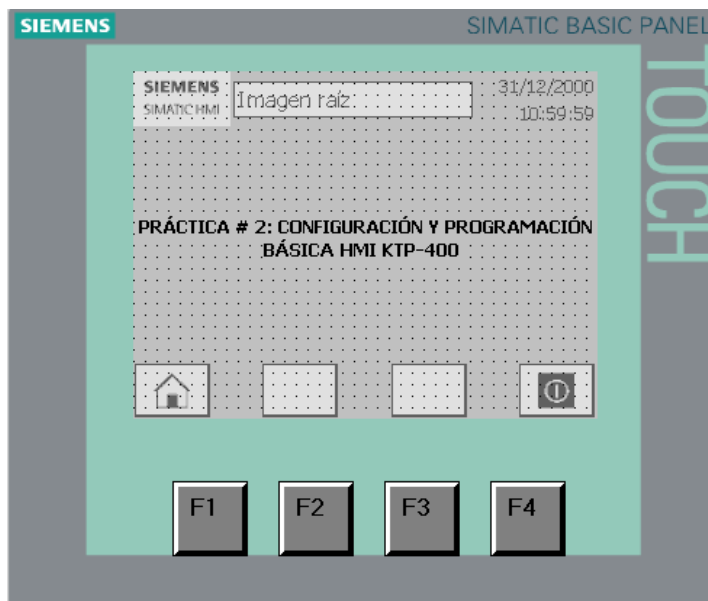 SIEMENS
SIMATIC BASIC PANEL
TOUCH
SIEMENS
SIMATIC HMI
Imagen raíz
31/12/2000
10:59:59
PRÁCTICA # 2: CONFIGURACIÓN Y PROGRAMACIÓN
BÁSICA HMI KTP-400
F1 F2 F3 F4